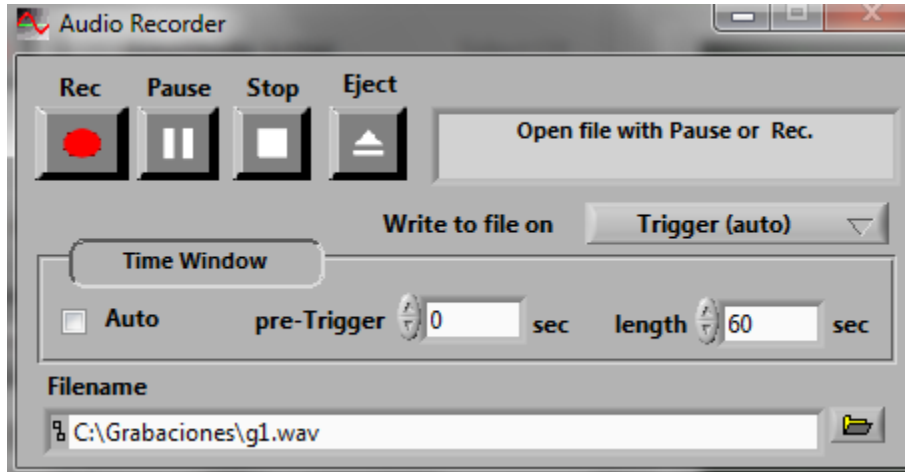 Audio Recorder
Rec Pause Stop Eject
Open file with Pause or Rec.
Write to file on Trigger (auto)
Time Window
Auto pre-Trigger 0 sec length 60 sec
Filename
C:\Grabaciones\g1.wav